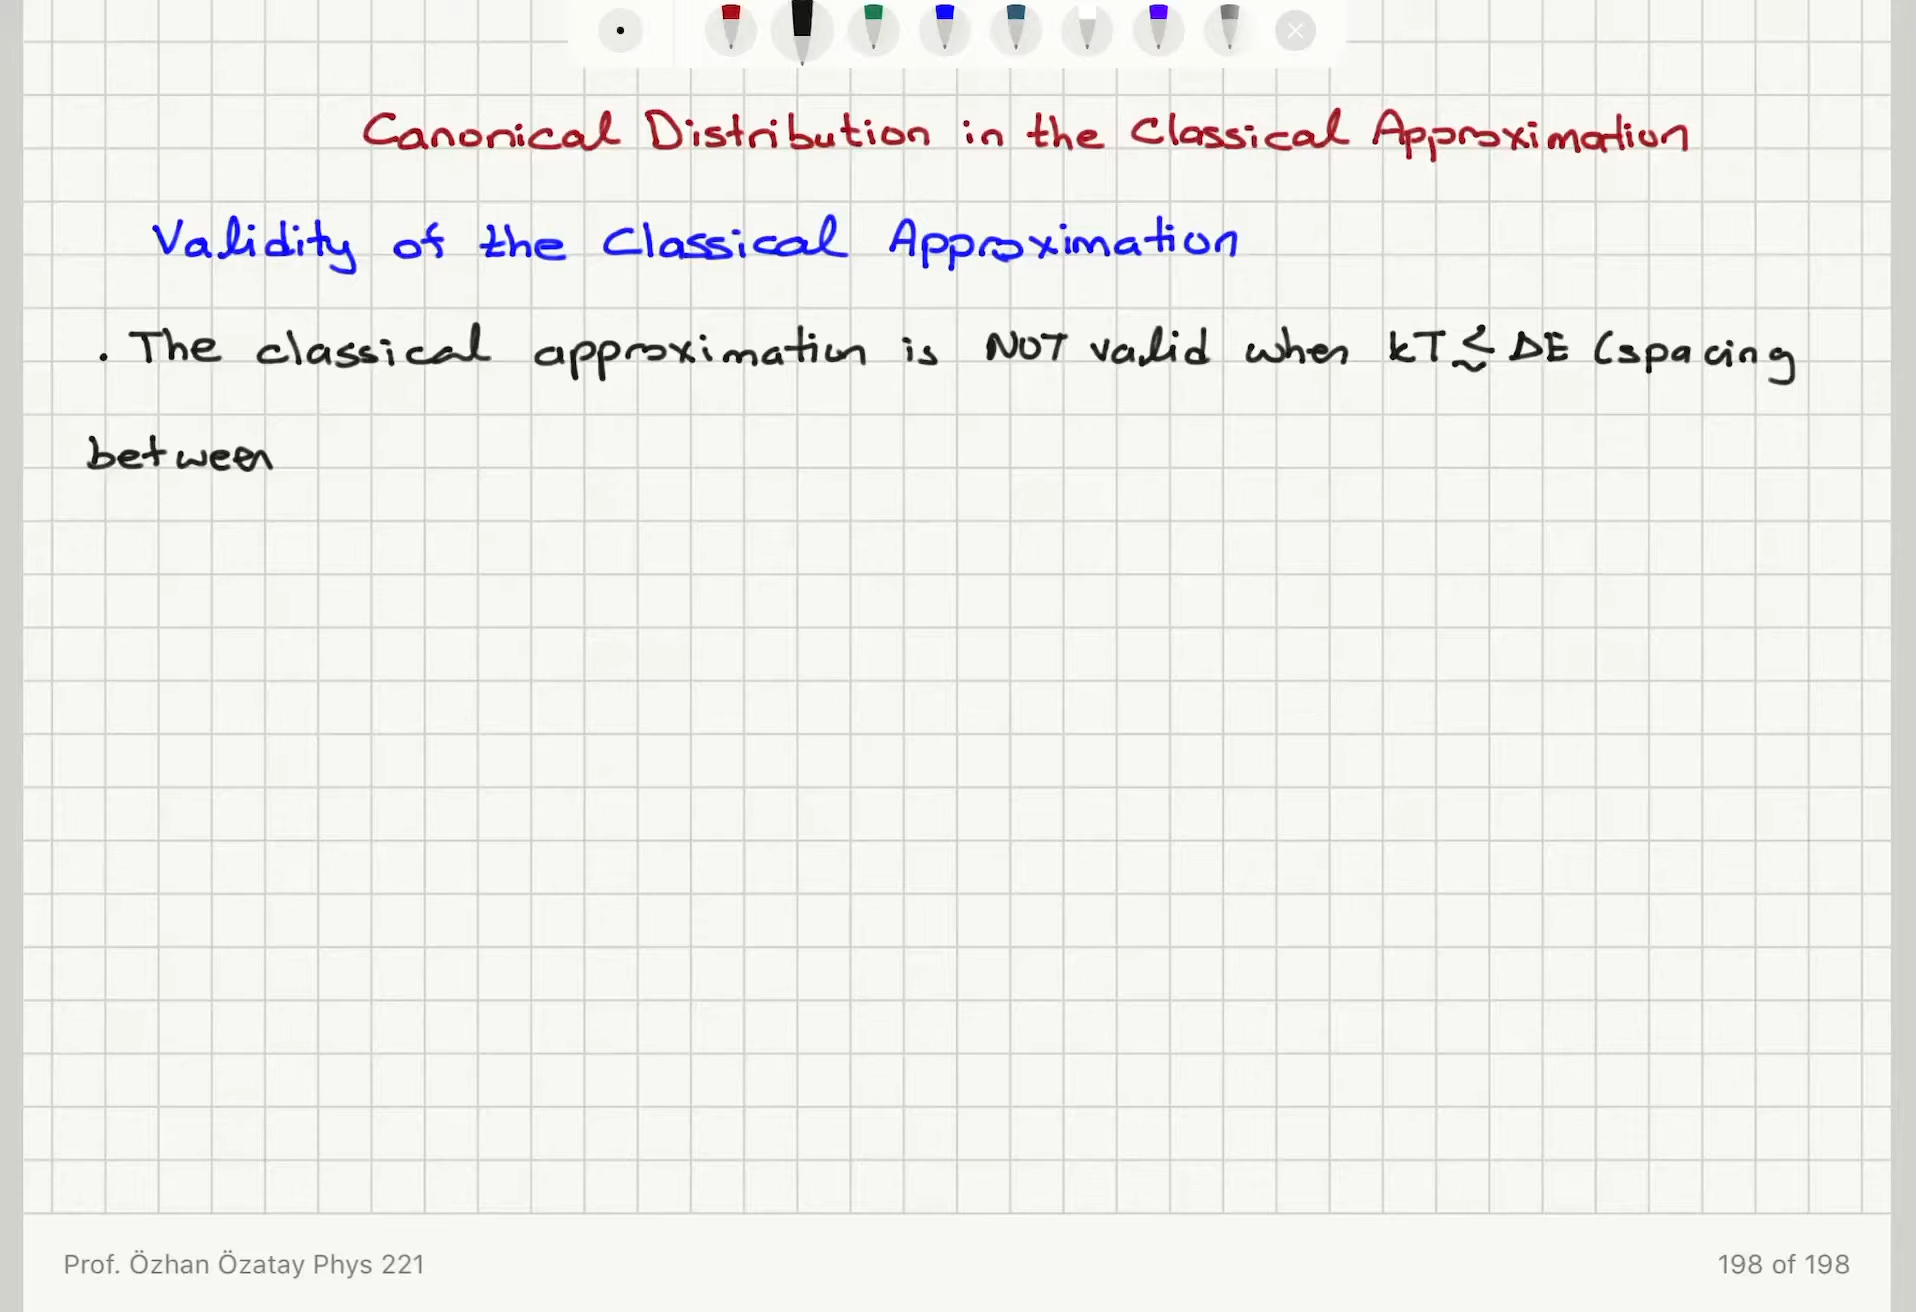 Canonical Distribution in the Classical Approximation
Validity of the Classical Approximation
. The classical approximation is NOT valid when kT ≲ ΔE (spacing
between
Prof. Özhan Özatay Phys 221
198 of 198